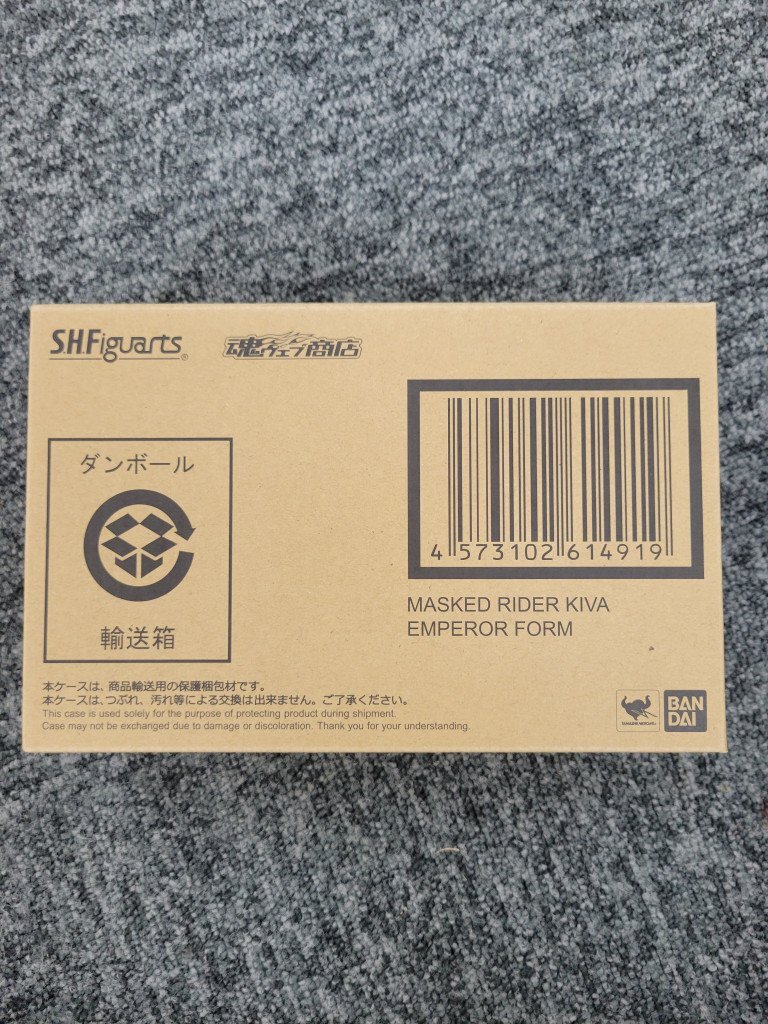 S.H.Figuarts®
魂ウェブ商店
ダンボール
輸送箱
4 573102 614919
MASKED RIDER KIVA
EMPEROR FORM
本ケースは、商品輸送用の保護梱包材です。
本ケースは、つぶれ、汚れ等による交換は出来ません。ご了承ください。
This case is used solely for the purpose of protecting product during shipment.
Case may not be exchanged due to damage or discoloration. Thank you for your understanding.
TAMASHII NATIONS
BAN
DAI